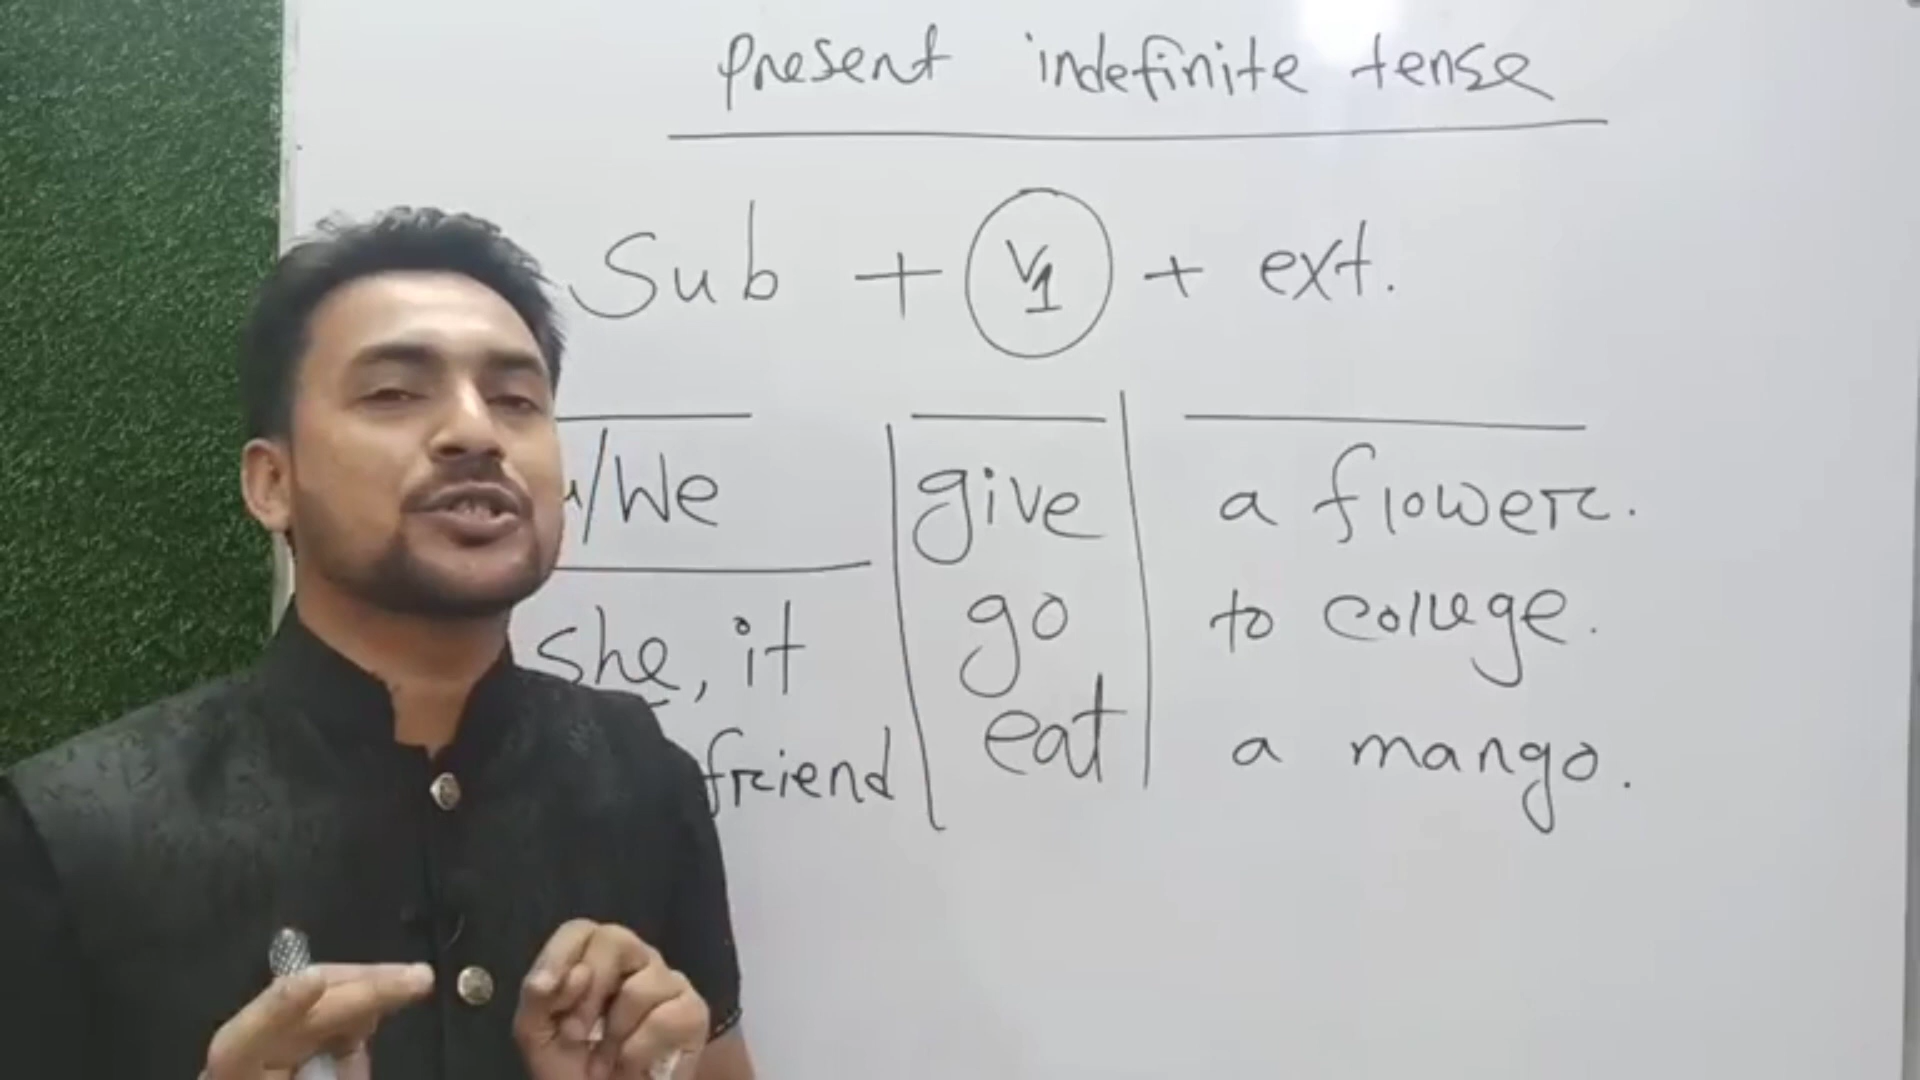 present indefinite tense
Sub + V1 + ext.
/We give a flower.
she, it go to college.
friend eat a mango.